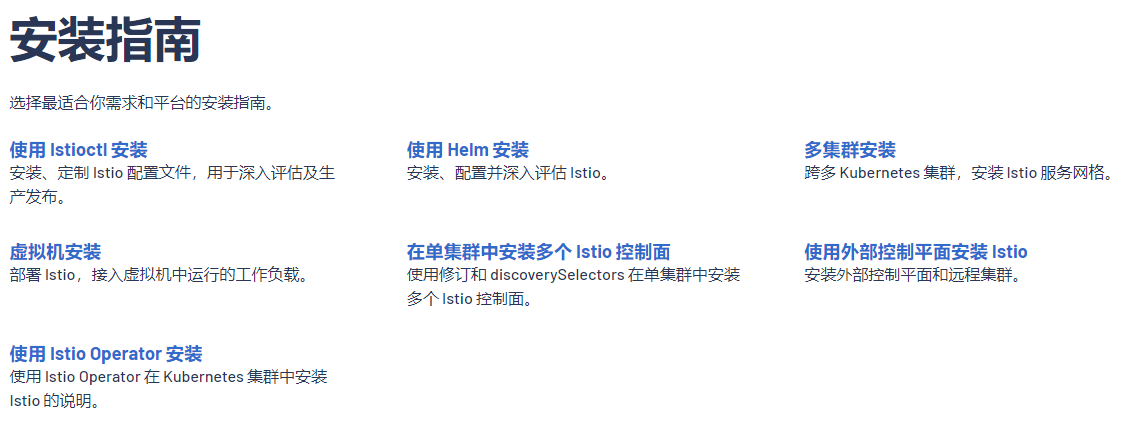 安装指南
选择最适合你需求和平台的安装指南。
使用 Istioctl 安装
安装、定制 Istio 配置文件，用于深入评估及生
产发布。
使用 Helm 安装
安装、配置并深入评估 Istio。
多集群安装
跨多 Kubernetes 集群，安装 Istio 服务网格。
虚拟机安装
部署 Istio，接入虚拟机中运行的工作负载。
在单集群中安装多个 Istio 控制面
使用修订和 discoverySelectors 在单集群中安装
多个 Istio 控制面。
使用外部控制平面安装 Istio
安装外部控制平面和远程集群。
使用 Istio Operator 安装
使用 Istio Operator 在 Kubernetes 集群中安装
Istio 的说明。